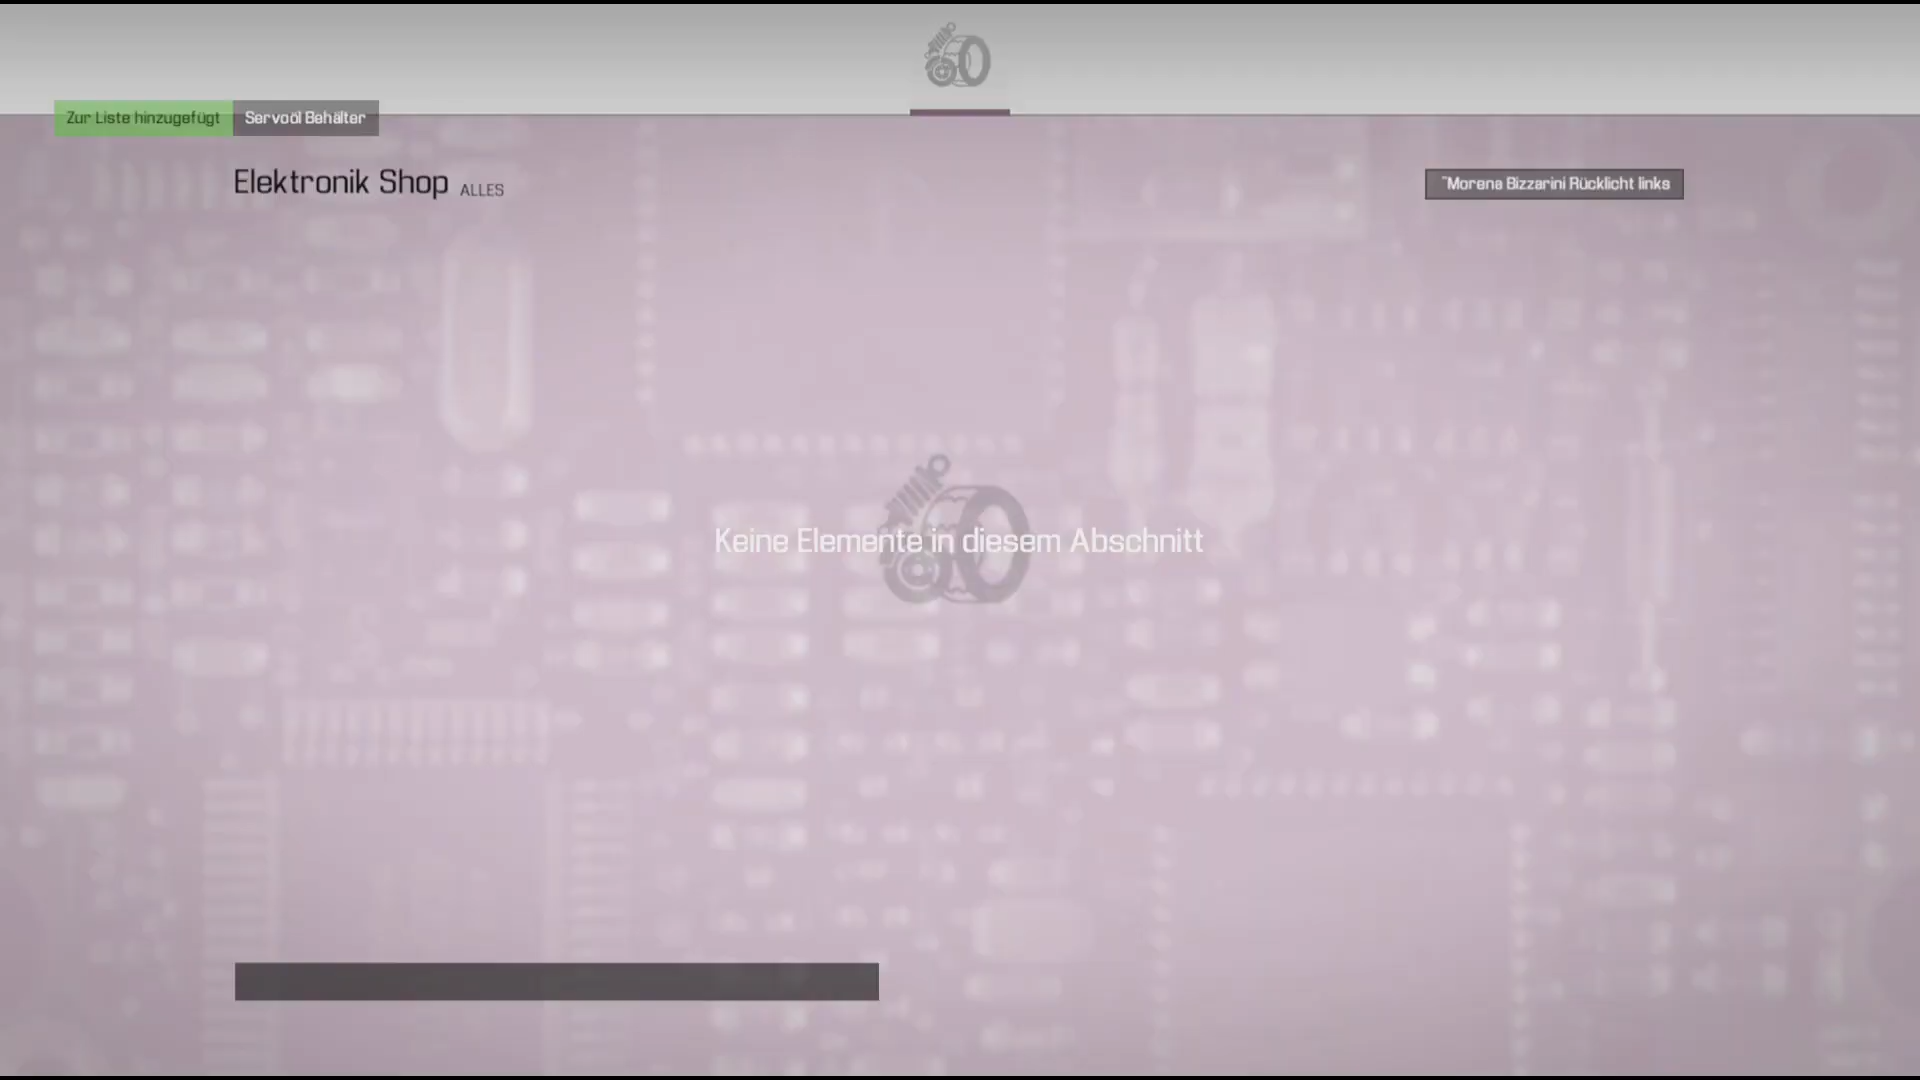 Zur Liste hinzugefügt Servoöl Behälter
Elektronik Shop ALLES
"Morena Bizzarini Rücklicht links
Keine Elemente in diesem Abschnitt